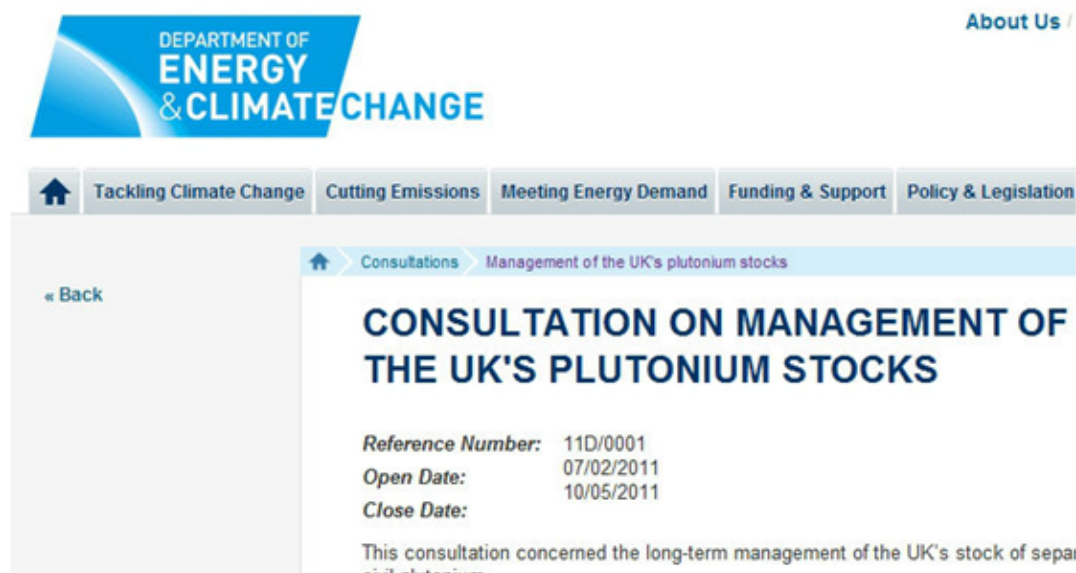 About Us /
DEPARTMENT OF
ENERGY
& CLIMATE CHANGE
Tackling Climate Change Cutting Emissions Meeting Energy Demand Funding & Support Policy & Legislation
Consultations Management of the UK's plutonium stocks
« Back
CONSULTATION ON MANAGEMENT OF
THE UK'S PLUTONIUM STOCKS
Reference Number: 11D/0001
Open Date: 07/02/2011
Close Date: 10/05/2011
This consultation concerned the long-term management of the UK's stock of separ